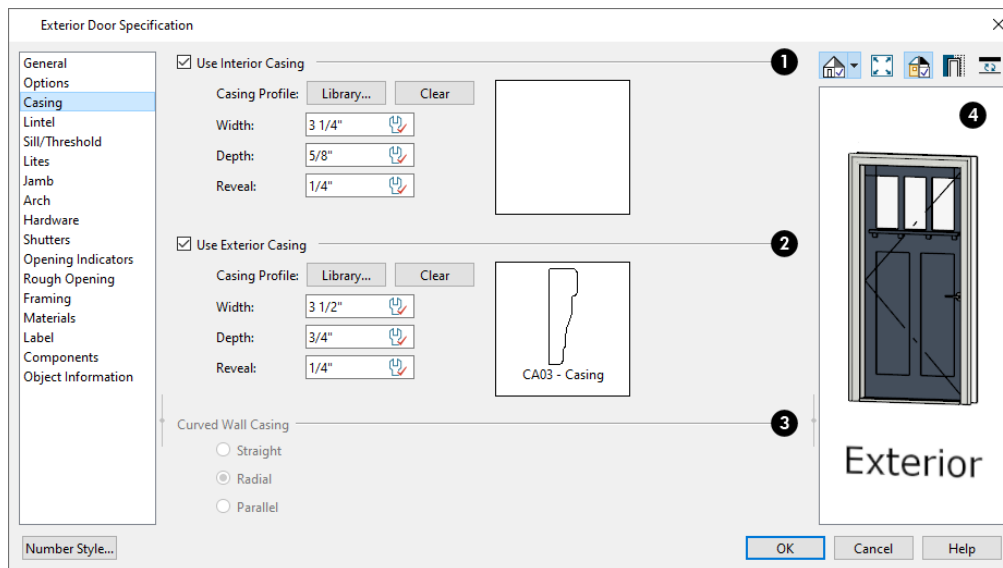 Exterior Door Specification
General
Options
Casing
Lintel
Sill/Threshold
Lites
Jamb
Arch
Hardware
Shutters
Opening Indicators
Rough Opening
Framing
Materials
Label
Components
Object Information
Use Interior Casing 1
Casing Profile: Library... Clear
Width: 3 1/4"
Depth: 5/8"
Reveal: 1/4"
Use Exterior Casing 2
Casing Profile: Library... Clear
Width: 3 1/2"
Depth: 3/4"
Reveal: 1/4"
CA03 - Casing
Curved Wall Casing 3
Straight
Radial
Parallel
4
Exterior
Number Style... OK Cancel Help